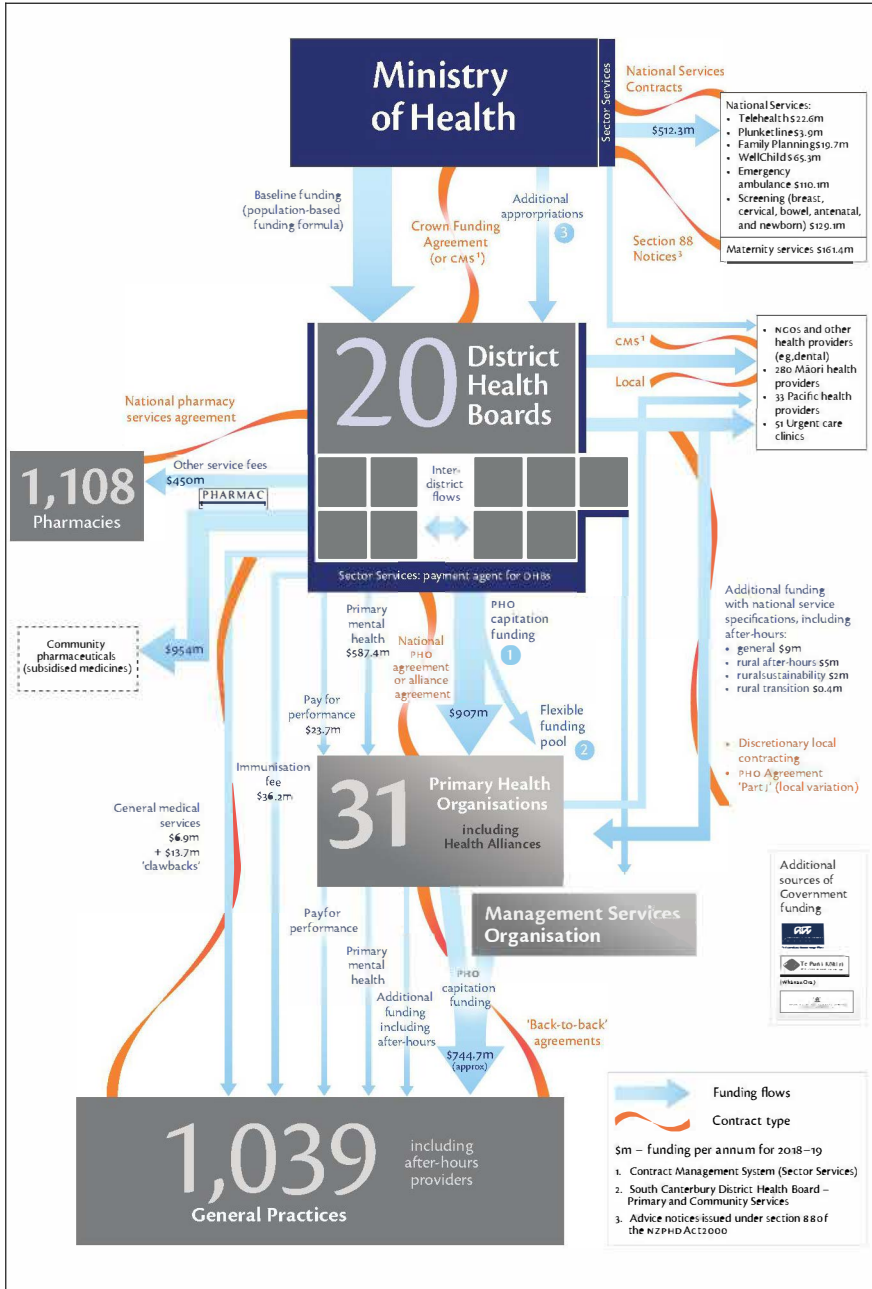 Ministry
of Health
Sector Services
National Services
Contracts
$512.3m
National Services:
• Telehealth $22.6m
• Plunketline $3.9m
• Family Planning $19.7m
• WellChild $65.3m
• Emergency
ambulance $110.1m
• Screening (breast,
cervical, bowel, antenatal,
and newborn) $129.1m
Maternity services $161.4m
Baseline funding
(population-based
funding formula)
Crown Funding
Agreement
(or CMS¹)
Additional
approrpriations
3
Section 88
Notices³
20
District
Health
Boards
CMS¹
Local
• NGOs and other
health providers
(eg, dental)
• 280 Māori health
providers
• 33 Pacific health
providers
• 51 Urgent care
clinics
National pharmacy
services agreement
1,108
Pharmacies
Other service fees
$450m
PHARMAC
Inter-
district
flows
Sector Services: payment agent for DHBs
Community
pharmaceuticals
(subsidised medicines)
$954m
Primary
mental
health
$587.4m
National
PHO
agreement
or alliance
agreement
PHO
capitation
funding
1
Additional funding
with national service
specifications, including
after-hours:
• general $9m
• rural after-hours $5m
• rural sustainability $2m
• rural transition $0.4m
Pay for
performance
$23.7m
$907m
Flexible
funding
pool
2
• Discretionary local
contracting
• PHO Agreement
'Part J' (local variation)
Immunisation
fee
$36.2m
General medical
services
$6.9m
+ $13.7m
'clawbacks'
31
Primary Health
Organisations
including
Health Alliances
Management Services
Organisation
Additional
sources of
Government
funding
Te Puni Kōkiri
(Whānau Ora)
Pay for
performance
Primary
mental
health
Additional
funding
including
after-hours
PHO
capitation
funding
'Back-to-back'
agreements
$744.7m
(approx)
1,039
General Practices
including
after-hours
providers
Funding flows
Contract type
$m – funding per annum for 2018–19
1. Contract Management System (Sector Services)
2. South Canterbury District Health Board –
Primary and Community Services
3. Advice notices issued under section 88 of
the NZPHD Act 2000